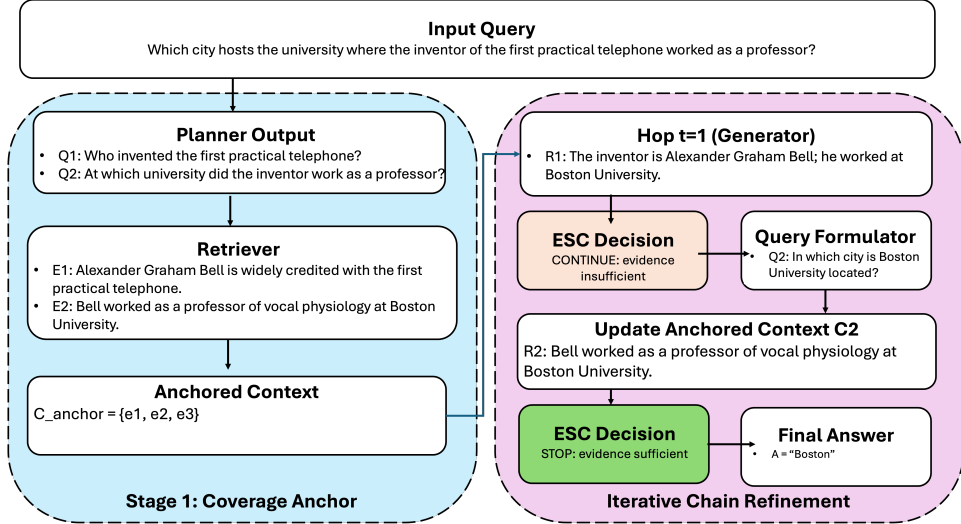 Input Query
Which city hosts the university where the inventor of the first practical telephone worked as a professor?
Planner Output
• Q1: Who invented the first practical telephone?
• Q2: At which university did the inventor work as a professor?
Retriever
• E1: Alexander Graham Bell is widely credited with the first
practical telephone.
• E2: Bell worked as a professor of vocal physiology at Boston
University.
Anchored Context
C_anchor = {e1, e2, e3}
Stage 1: Coverage Anchor
Hop t=1 (Generator)
• R1: The inventor is Alexander Graham Bell; he worked at
Boston University.
ESC Decision
CONTINUE: evidence
insufficient
Query Formulator
• Q2: In which city is Boston
University located?
Update Anchored Context C2
R2: Bell worked as a professor of vocal physiology at
Boston University.
ESC Decision
STOP: evidence sufficient
Final Answer
• A = “Boston”
Iterative Chain Refinement